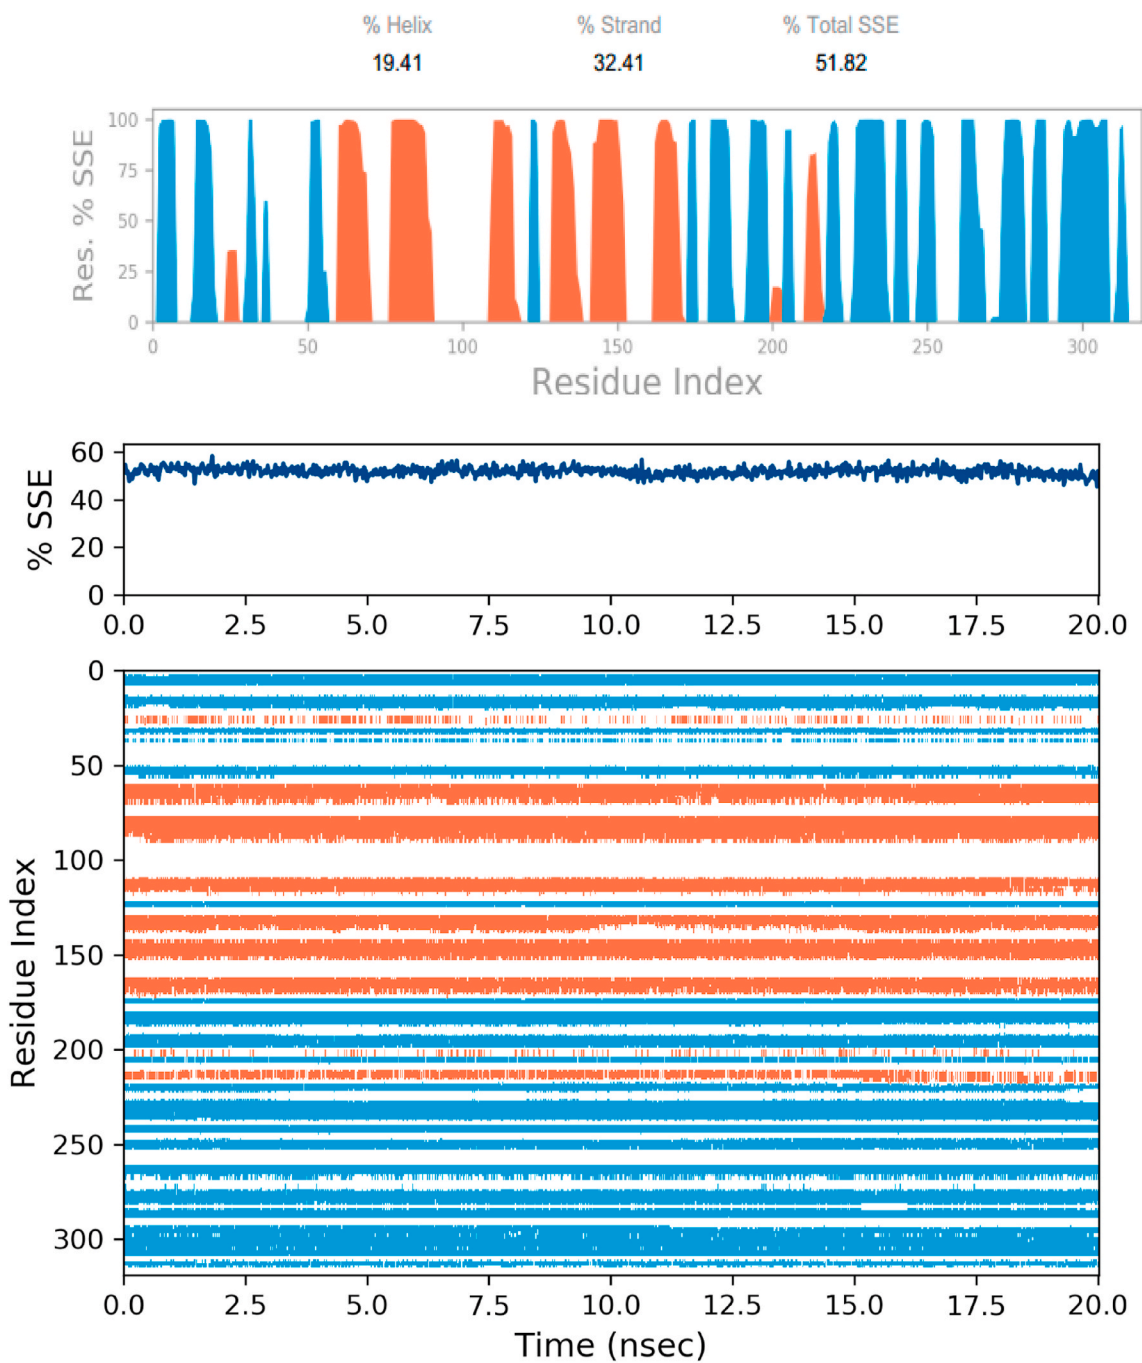 % Helix % Strand % Total SSE
19.41 32.41 51.82
Res. % SSE
100
75
50
25
0
0 50 100 150 200 250 300
Residue Index
% SSE
60
40
20
0
0.0 2.5 5.0 7.5 10.0 12.5 15.0 17.5 20.0
Residue Index
0
50
100
150
200
250
300
0.0 2.5 5.0 7.5 10.0 12.5 15.0 17.5 20.0
Time (nsec)